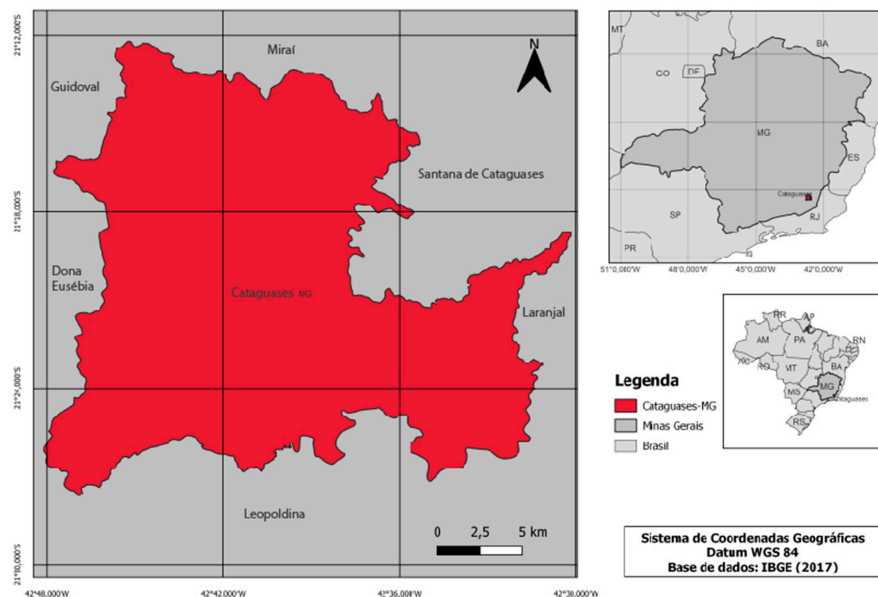 21°12,000'S
21°18,000'S
21°24,000'S
42°48,000'W
42°42,000'W
42°36,000'W
42°30,000'W
Miraí
N
Guidoval
Santana de Cataguases
Dona
Eusébia
Cataguases MG
Laranjal
Leopoldina
0 2,5 5 km
MT
BA
GO
DF
MG
ES
Cataguases
SP
RJ
PR
51°0,000'W
48°0,000'W
45°0,000'W
42°0,000'W
RR
AP
AM
PA
RN
AC
RO
MT
BA
MG
MS
Cataguases
RS
Legenda
Cataguases-MG
Minas Gerais
Brasil
Sistema de Coordenadas Geográficas
Datum WGS 84
Base de dados: IBGE (2017)